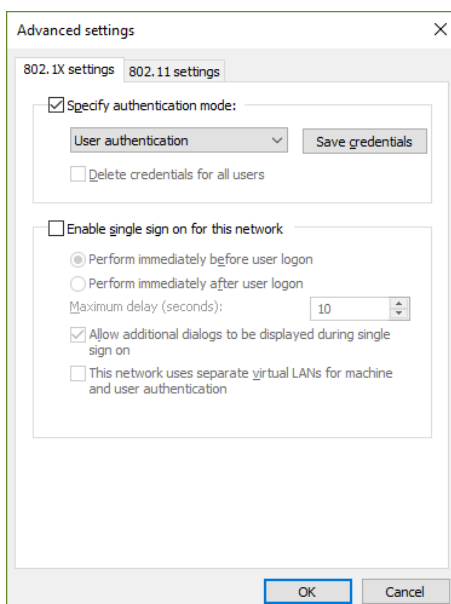 Advanced settings
802.1X settings
802.11 settings
Specify authentication mode:
User authentication
Save credentials
Delete credentials for all users
Enable single sign on for this network
Perform immediately before user logon
Perform immediately after user logon
Maximum delay (seconds):
10
Allow additional dialogs to be displayed during single
sign on
This network uses separate virtual LANs for machine
and user authentication
OK
Cancel